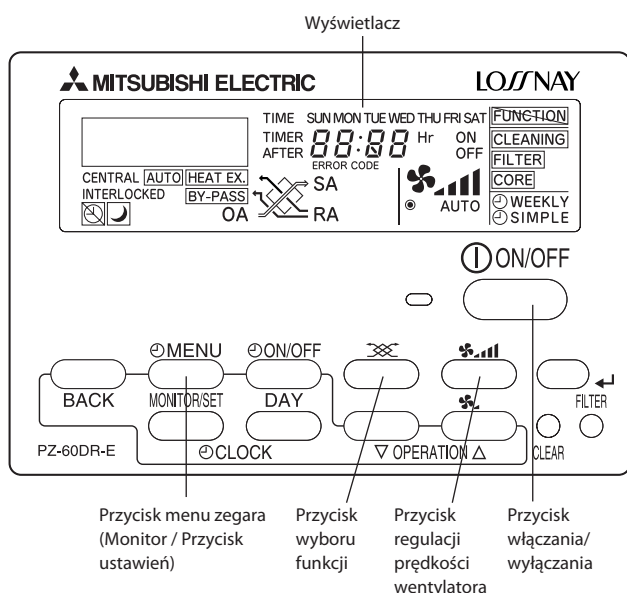 Wyświetlacz
MITSUBISHI ELECTRIC
LOSSNAY
TIME SUN MON TUE WED THU FRI SAT
TIMER
AFTER
88:88
Hr
ON
OFF
ERROR CODE
FUNCTION
CLEANING
FILTER
CORE
WEEKLY
SIMPLE
CENTRAL AUTO HEAT EX.
INTERLOCKED
BY-PASS
SA
OA
RA
AUTO
ON/OFF
MENU
ON/OFF
BACK
MONITOR/SET
DAY
FILTER
PZ-60DR-E
CLOCK
▽ OPERATION △
CLEAR
Przycisk menu zegara
(Monitor / Przycisk
ustawień)
Przycisk
wyboru
funkcji
Przycisk
regulacji
prędkości
wentylatora
Przycisk
włączania/
wyłączania